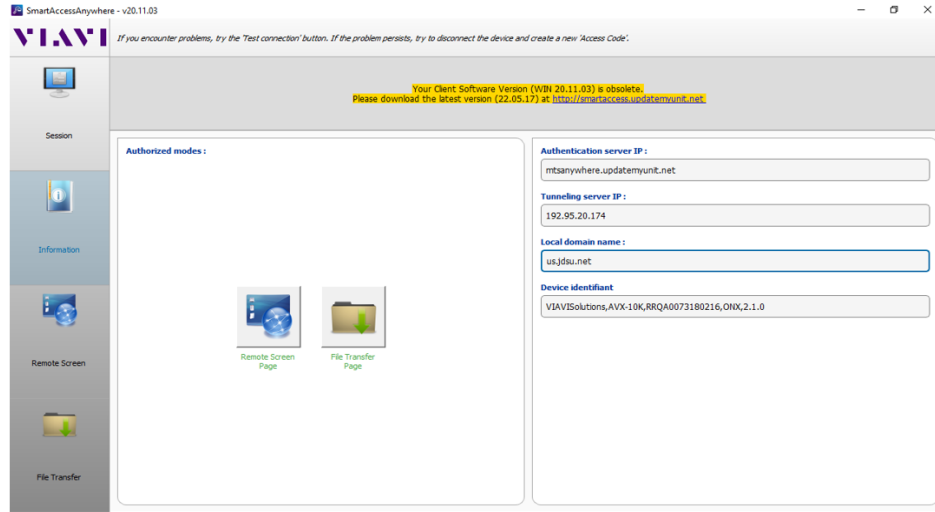 SmartAccessAnywhere - v20.11.03
VIAVI
If you encounter problems, try the 'Test connection' button. If the problem persists, try to disconnect the device and create a new 'Access Code'.
Your Client Software Version (WIN 20.11.03) is obsolete.
Please download the latest version (22.05.17) at http://smartaccess.updatemyunit.net
Session
Information
Remote Screen
File Transfer
Authorized modes :
Remote Screen
Page
File Transfer
Page
Authentication server IP :
mtsanywhere.updatemyunit.net
Tunneling server IP :
192.95.20.174
Local domain name :
us.jdsu.net
Device identifiant
VIAVISolutions,AVX-10K,RRQA0073180216,ONX,2.1.0